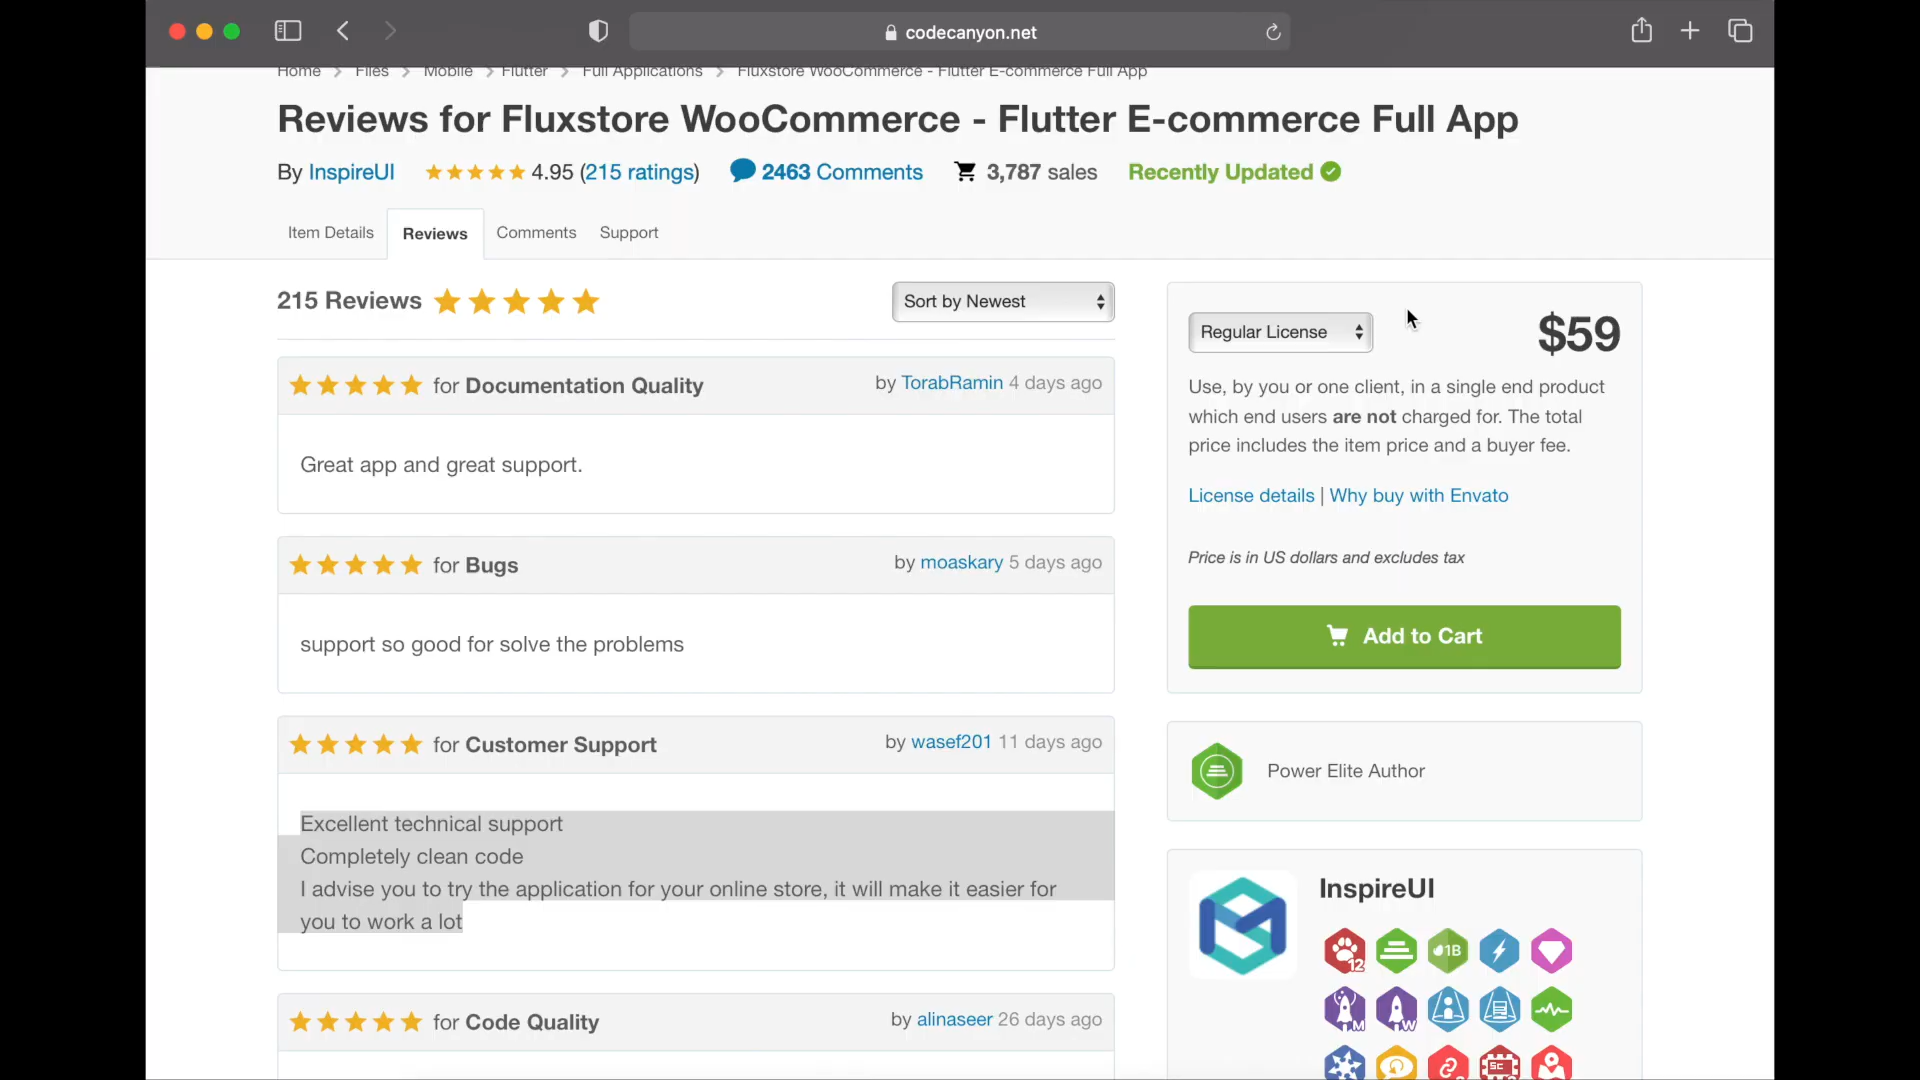 codecanyon.net
Home > Files > Mobile > Flutter > Full Applications > Fluxstore WooCommerce - Flutter E-commerce Full App
Reviews for Fluxstore WooCommerce - Flutter E-commerce Full App
By InspireUI 4.95 (215 ratings) 2463 Comments 3,787 sales Recently Updated
Item Details Reviews Comments Support
215 Reviews
Sort by Newest
for Documentation Quality by TorabRamin 4 days ago
Great app and great support.
for Bugs by moaskary 5 days ago
support so good for solve the problems
for Customer Support by wasef201 11 days ago
Excellent technical support
Completely clean code
I advise you to try the application for your online store, it will make it easier for
you to work a lot
for Code Quality by alinaseer 26 days ago
Regular License $59
Use, by you or one client, in a single end product
which end users are not charged for. The total
price includes the item price and a buyer fee.
License details | Why buy with Envato
Price is in US dollars and excludes tax
Add to Cart
Power Elite Author
InspireUI
12
1B
M
W
SC